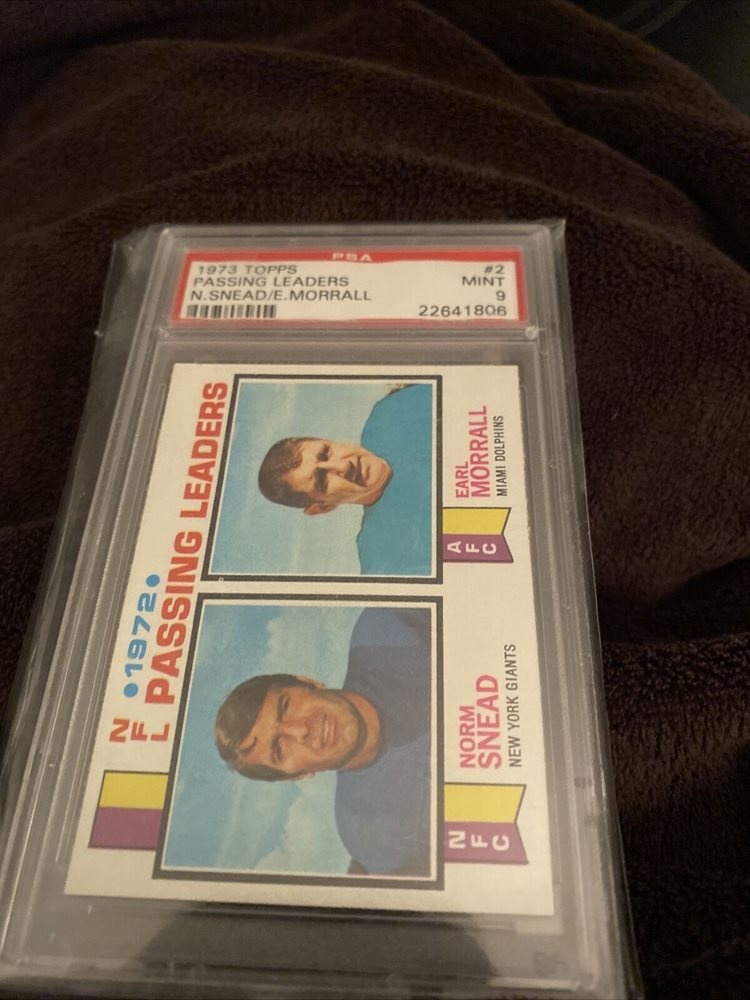 PSA
1973 TOPPS #2
PASSING LEADERS MINT
N.SNEAD/E.MORRALL 9
22641806
NFL
•1972•
PASSING LEADERS
NFC
NORM
SNEAD
NEW YORK GIANTS
AFC
EARL
MORRALL
MIAMI DOLPHINS